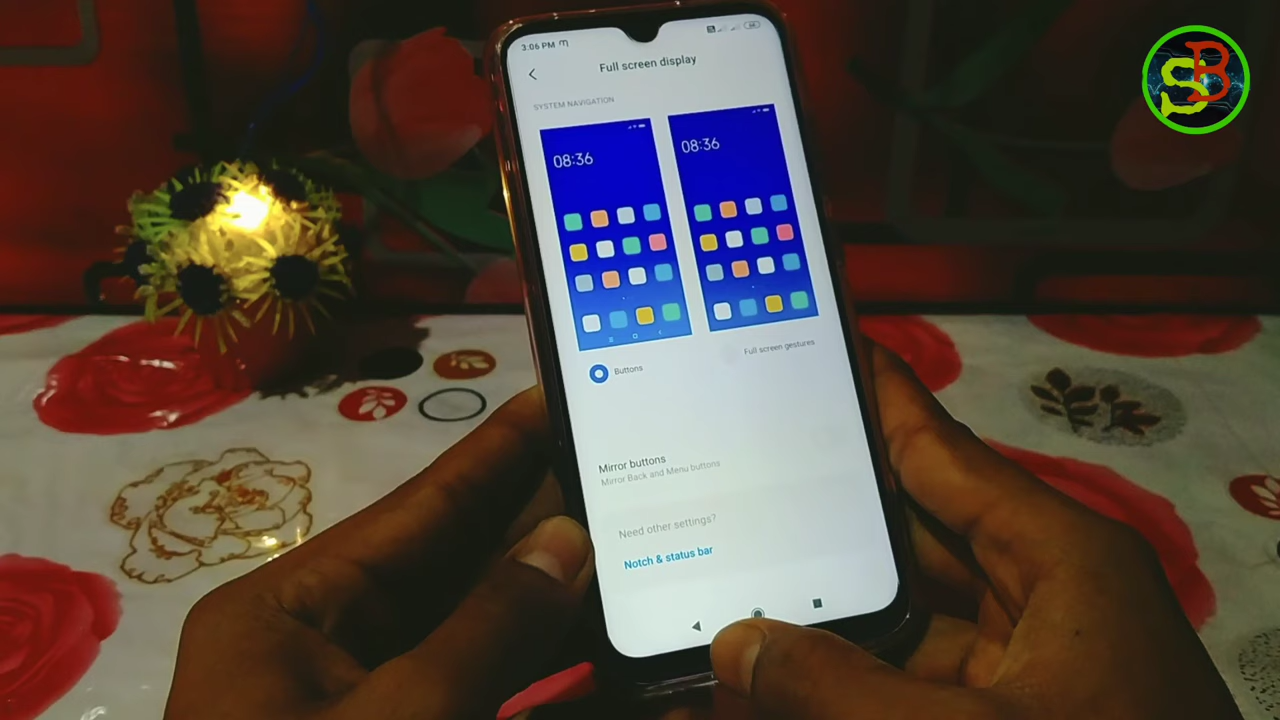 3:06 PM
Full screen display
SYSTEM NAVIGATION
08:36
08:36
Buttons
Full screen gestures
Mirror buttons
Mirror Back and Menu buttons
Need other settings?
Notch & status bar
SB